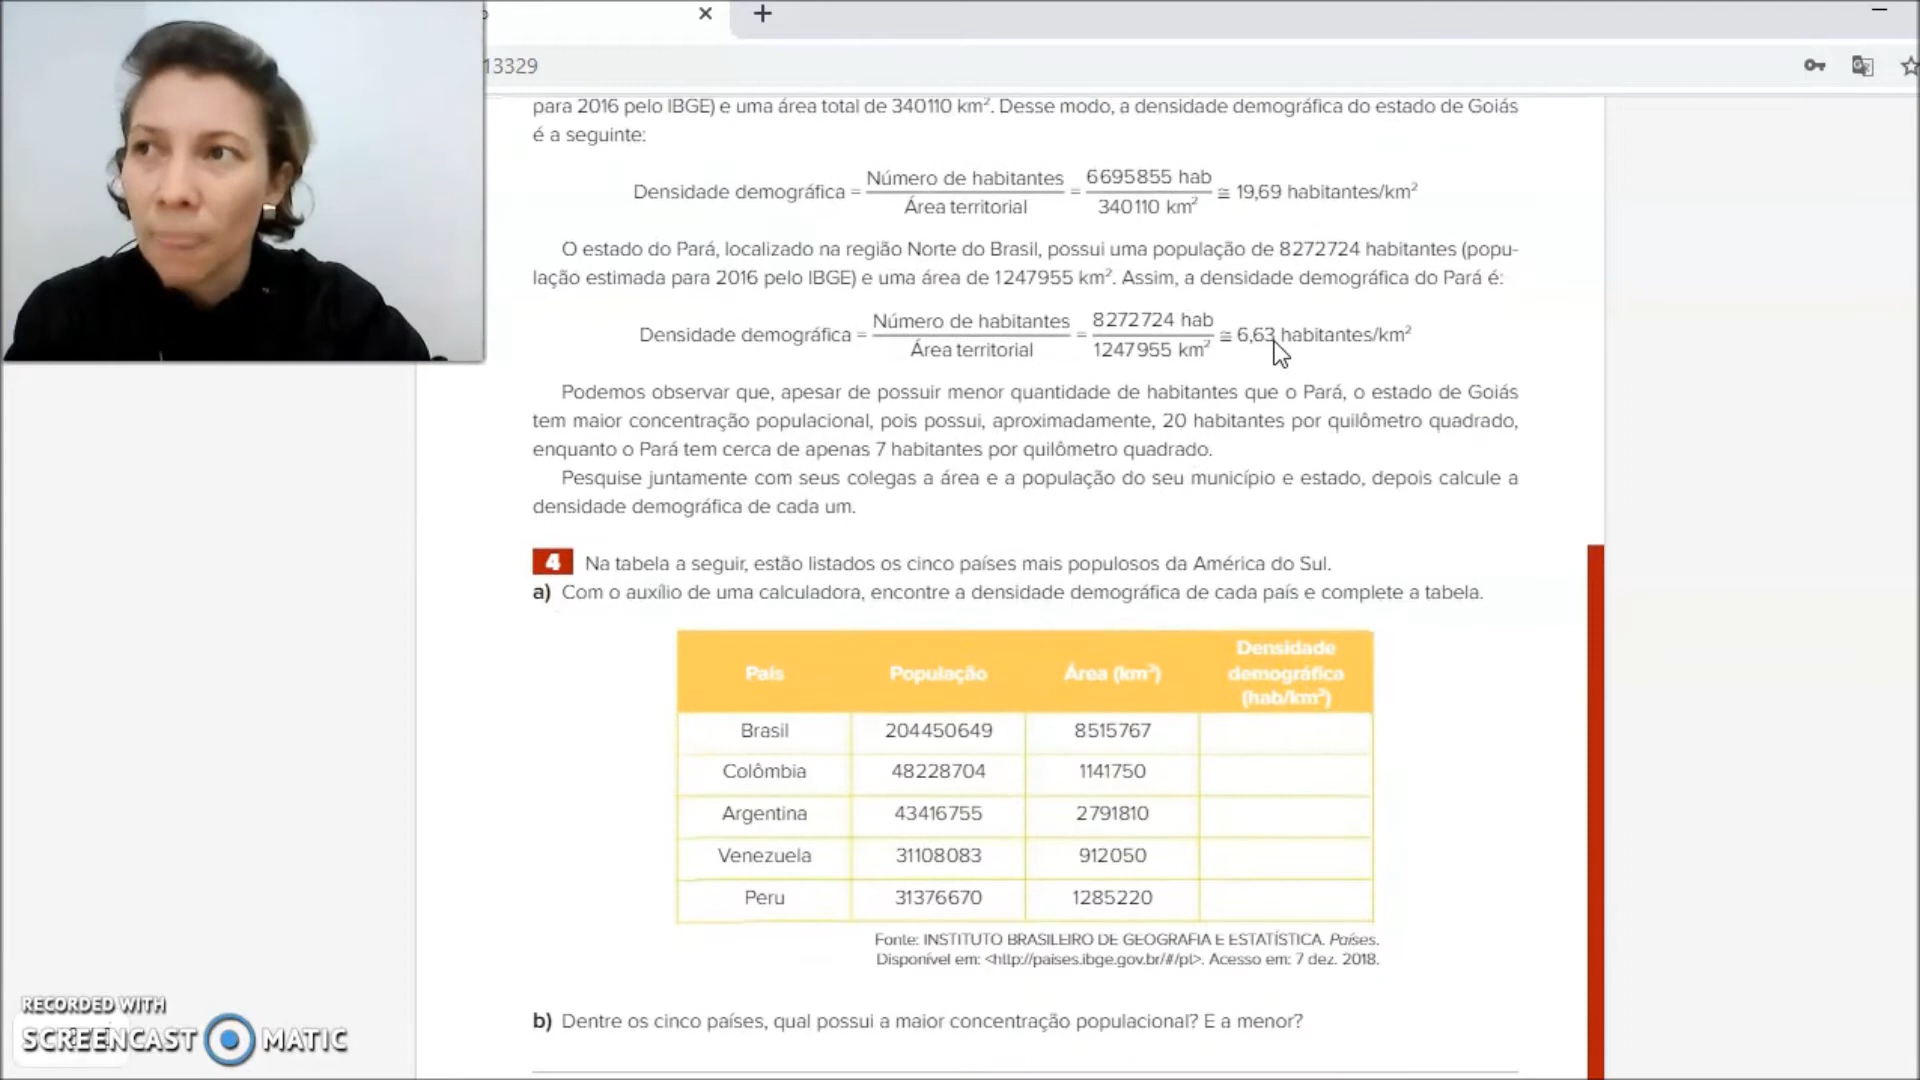 13329
para 2016 pelo IBGE) e uma área total de 340110 km². Desse modo, a densidade demográfica do estado de Goiás
é a seguinte:
Densidade demográfica = Número de habitantes / Área territorial = 6695855 hab / 340110 km² ≅ 19,69 habitantes/km²
O estado do Pará, localizado na região Norte do Brasil, possui uma população de 8272724 habitantes (popu-
lação estimada para 2016 pelo IBGE) e uma área de 1247955 km². Assim, a densidade demográfica do Pará é:
Densidade demográfica = Número de habitantes / Área territorial = 8272724 hab / 1247955 km² ≅ 6,63 habitantes/km²
Podemos observar que, apesar de possuir menor quantidade de habitantes que o Pará, o estado de Goiás
tem maior concentração populacional, pois possui, aproximadamente, 20 habitantes por quilômetro quadrado,
enquanto o Pará tem cerca de apenas 7 habitantes por quilômetro quadrado.
Pesquise juntamente com seus colegas a área e a população do seu município e estado, depois calcule a
densidade demográfica de cada um.
4 Na tabela a seguir, estão listados os cinco países mais populosos da América do Sul.
a) Com o auxílio de uma calculadora, encontre a densidade demográfica de cada país e complete a tabela.
País População Área (km²) Densidade demográfica (hab/km²)
Brasil 204450649 8515767
Colômbia 48228704 1141750
Argentina 43416755 2791810
Venezuela 31108083 912050
Peru 31376670 1285220
Fonte: INSTITUTO BRASILEIRO DE GEOGRAFIA E ESTATÍSTICA. Países.
Disponível em: <http://paises.ibge.gov.br/#/pt>. Acesso em: 7 dez. 2018.
b) Dentre os cinco países, qual possui a maior concentração populacional? E a menor?
RECORDED WITH
SCREENCAST MATIC